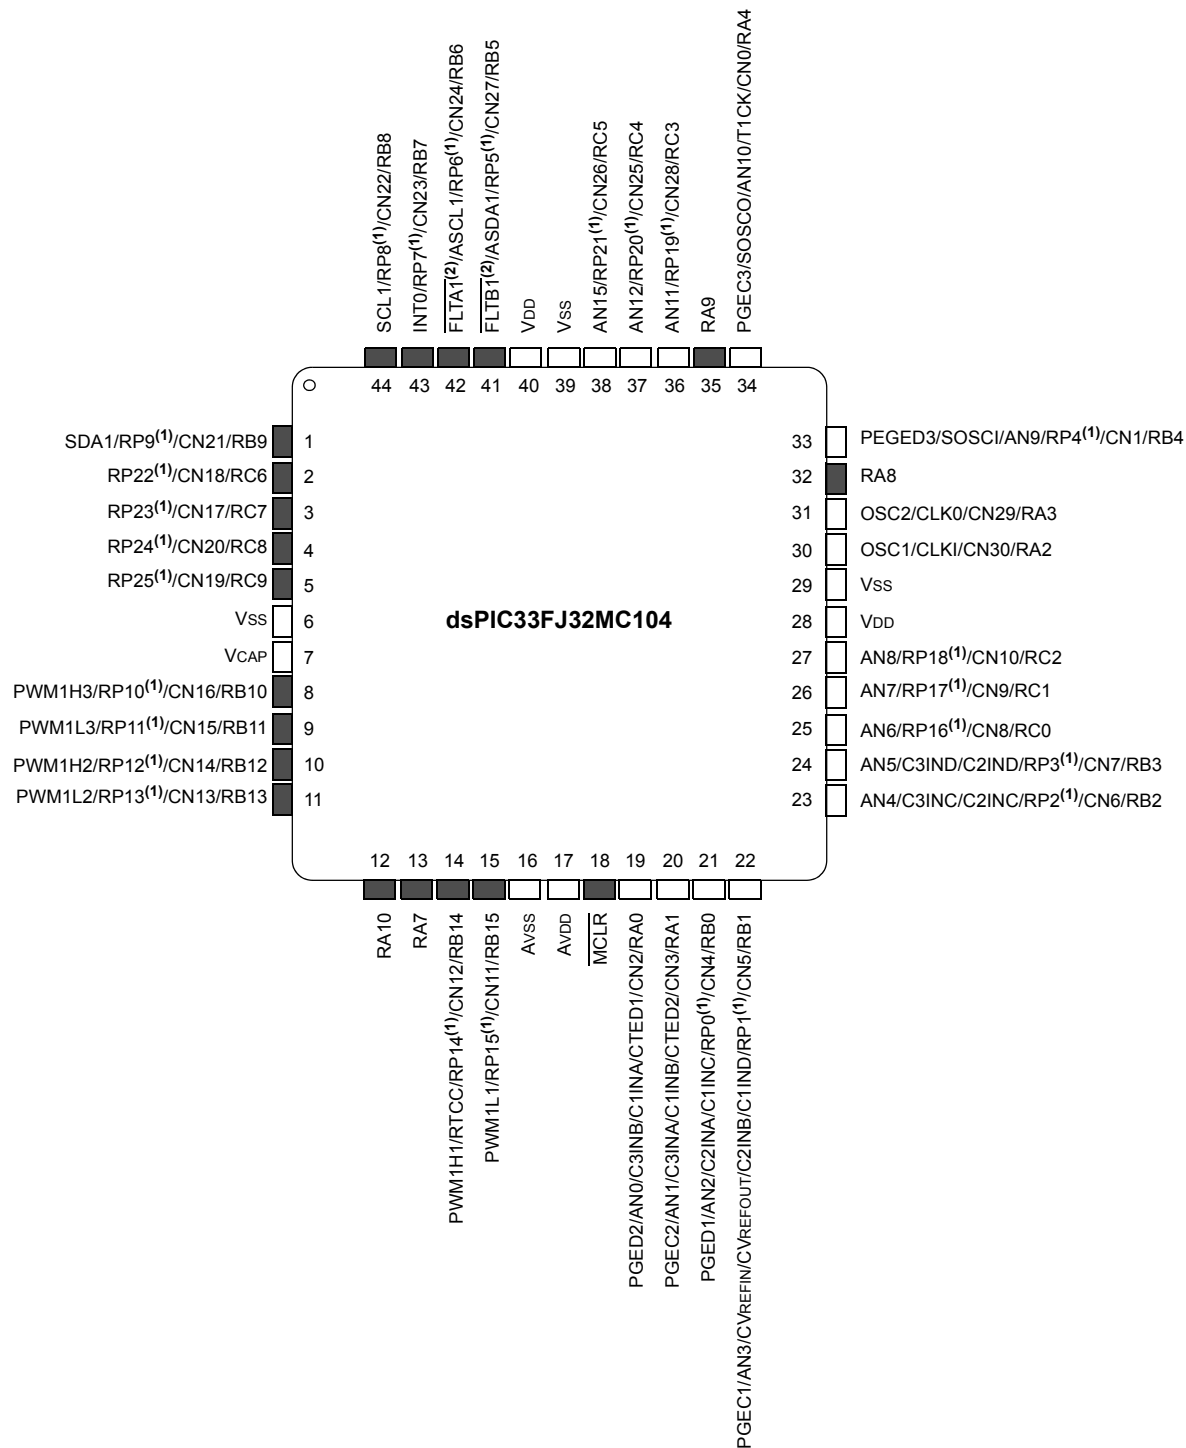 SCL1/RP8(1)/CN22/RB8
INT0/RP7(1)/CN23/RB7
FLTA1(2)/ASCL1/RP6(1)/CN24/RB6
FLTB1(2)/ASDA1/RP5(1)/CN27/RB5
VDD
VSS
AN15/RP21(1)/CN26/RC5
AN12/RP20(1)/CN25/RC4
AN11/RP19(1)/CN28/RC3
RA9
PGEC3/SOSCO/AN10/T1CK/CN0/RA4
44 43 42 41 40 39 38 37 36 35 34
SDA1/RP9(1)/CN21/RB9 1
RP22(1)/CN18/RC6 2
RP23(1)/CN17/RC7 3
RP24(1)/CN20/RC8 4
RP25(1)/CN19/RC9 5
VSS 6
VCAP 7
PWM1H3/RP10(1)/CN16/RB10 8
PWM1L3/RP11(1)/CN15/RB11 9
PWM1H2/RP12(1)/CN14/RB12 10
PWM1L2/RP13(1)/CN13/RB13 11
dsPIC33FJ32MC104
33 PEGED3/SOSCI/AN9/RP4(1)/CN1/RB4
32 RA8
31 OSC2/CLK0/CN29/RA3
30 OSC1/CLKI/CN30/RA2
29 VSS
28 VDD
27 AN8/RP18(1)/CN10/RC2
26 AN7/RP17(1)/CN9/RC1
25 AN6/RP16(1)/CN8/RC0
24 AN5/C3IND/C2IND/RP3(1)/CN7/RB3
23 AN4/C3INC/C2INC/RP2(1)/CN6/RB2
12 13 14 15 16 17 18 19 20 21 22
RA10
RA7
PWM1H1/RTCC/RP14(1)/CN12/RB14
PWM1L1/RP15(1)/CN11/RB15
AVSS
AVDD
MCLR
PGED2/AN0/C3INB/C1INA/CTED1/CN2/RA0
PGEC2/AN1/C3INA/C1INB/CTED2/CN3/RA1
PGED1/AN2/C2INA/C1INC/RP0(1)/CN4/RB0
PGEC1/AN3/CVREFIN/CVREFOUT/C2INB/C1IND/RP1(1)/CN5/RB1